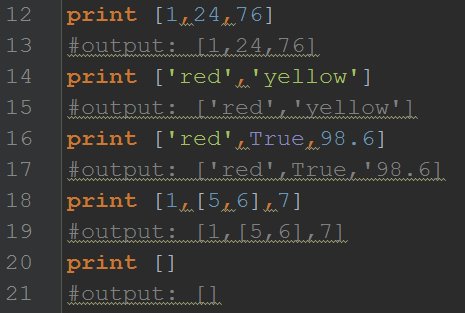 12 print [1,24,76]
13 #output: [1,24,76]
14 print ['red','yellow']
15 #output: ['red','yellow']
16 print ['red',True,98.6]
17 #output: ['red',True,'98.6]
18 print [1,[5,6],7]
19 #output: [1,[5,6],7]
20 print []
21 #output: []